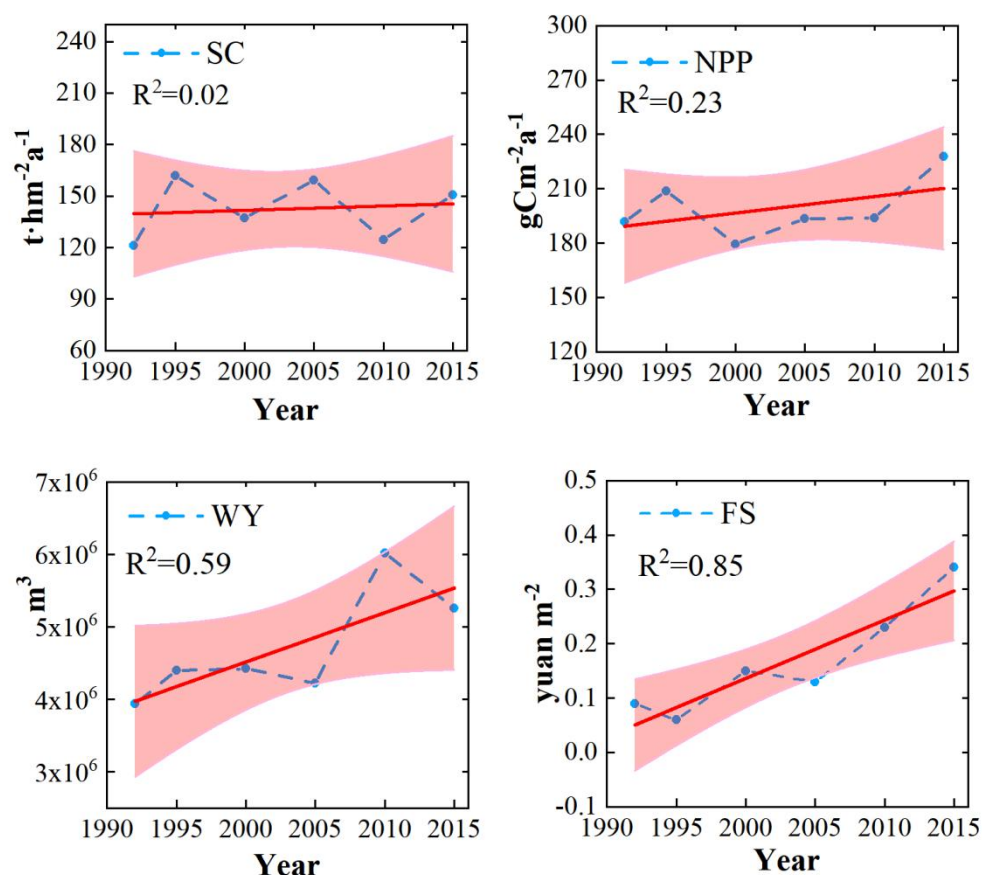 SC
R²=0.02
t·hm⁻²a⁻¹
240
210
180
150
120
90
60
1990 1995 2000 2005 2010 2015
Year
NPP
R²=0.23
gCm⁻²a⁻¹
300
270
240
210
180
150
120
1990 1995 2000 2005 2010 2015
Year
WY
R²=0.59
m³
7x10⁶
6x10⁶
5x10⁶
4x10⁶
3x10⁶
1990 1995 2000 2005 2010 2015
Year
FS
R²=0.85
yuan m⁻²
0.5
0.4
0.3
0.2
0.1
0.0
-0.1
1990 1995 2000 2005 2010 2015
Year